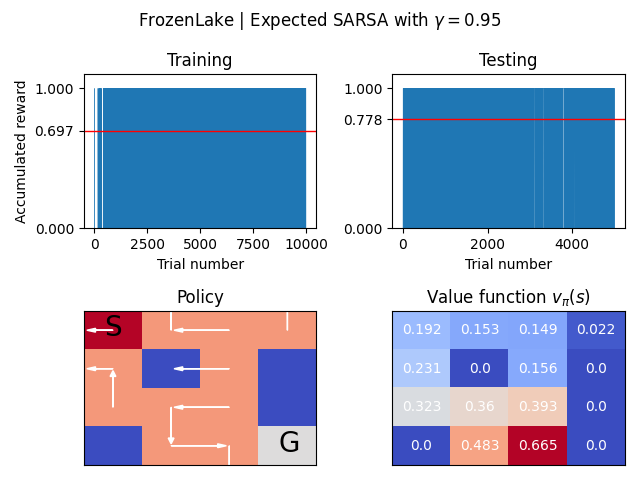 FrozenLake | Expected SARSA with γ = 0.95
Training
Accumulated reward
1.000
0.697
0.000
0 2500 5000 7500 10000
Trial number
Testing
1.000
0.778
0.000
0 2000 4000
Trial number
Policy
S
G
Value function vπ(s)
0.192 0.153 0.149 0.022
0.231 0.0 0.156 0.0
0.323 0.36 0.393 0.0
0.0 0.483 0.665 0.0